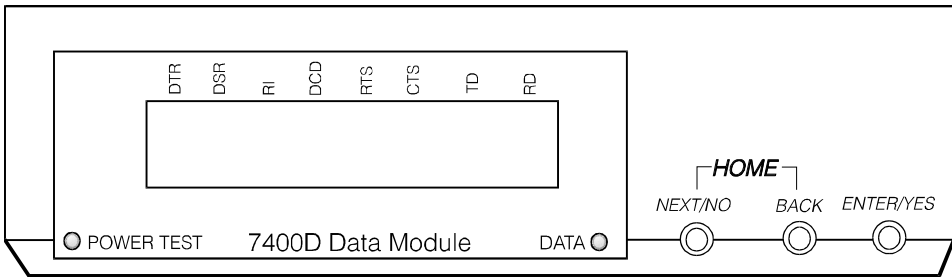 DTR DSR RI DCD RTS CTS TD RD
HOME
NEXT/NO BACK ENTER/YES
POWER TEST 7400D Data Module DATA